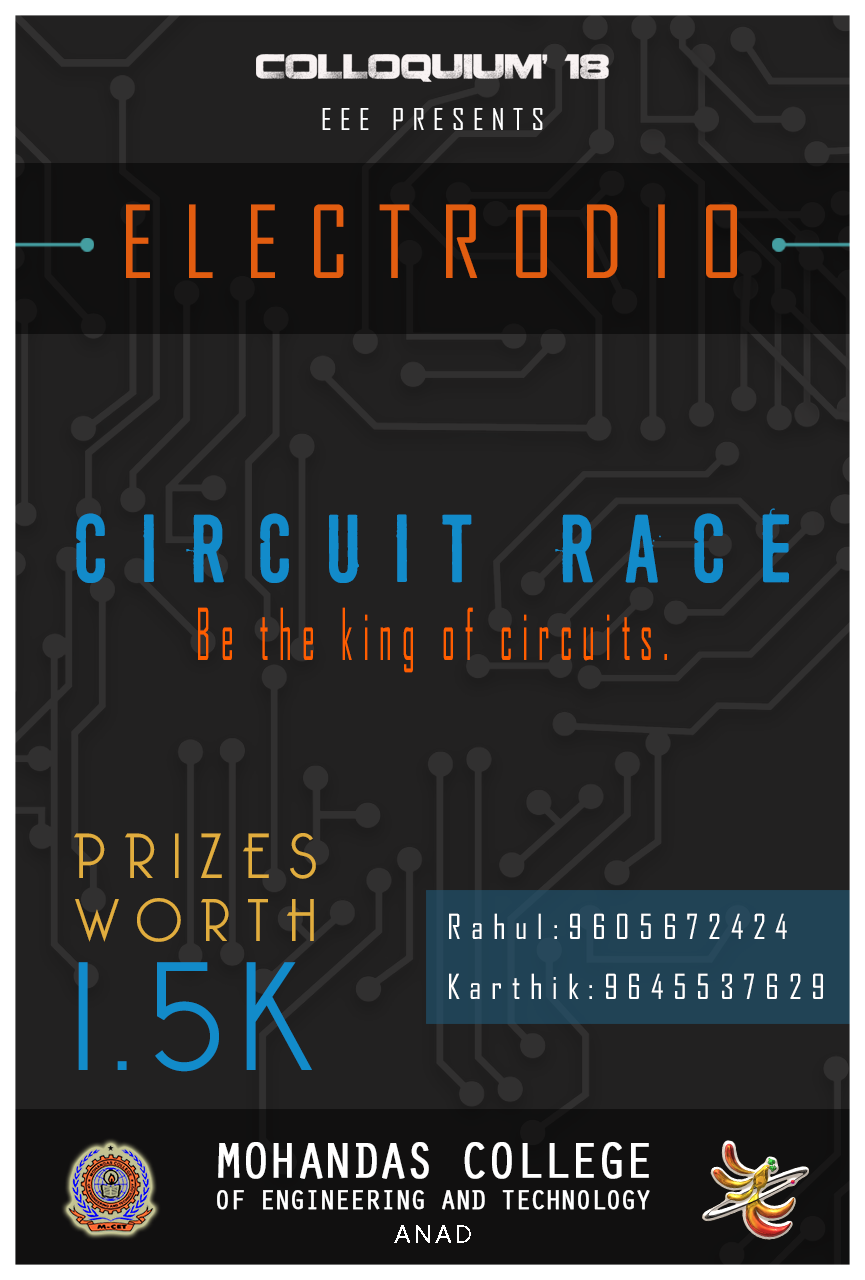 COLLOQUIUM' 18
EEE PRESENTS
ELECTRODIO
CIRCUIT RACE
Be the king of circuits.
PRIZES
WORTH
1.5K
Rahul:9605672424
Karthik:9645537629
MOHANDAS COLLEGE
OF ENGINEERING AND TECHNOLOGY
ANAD
M-CET